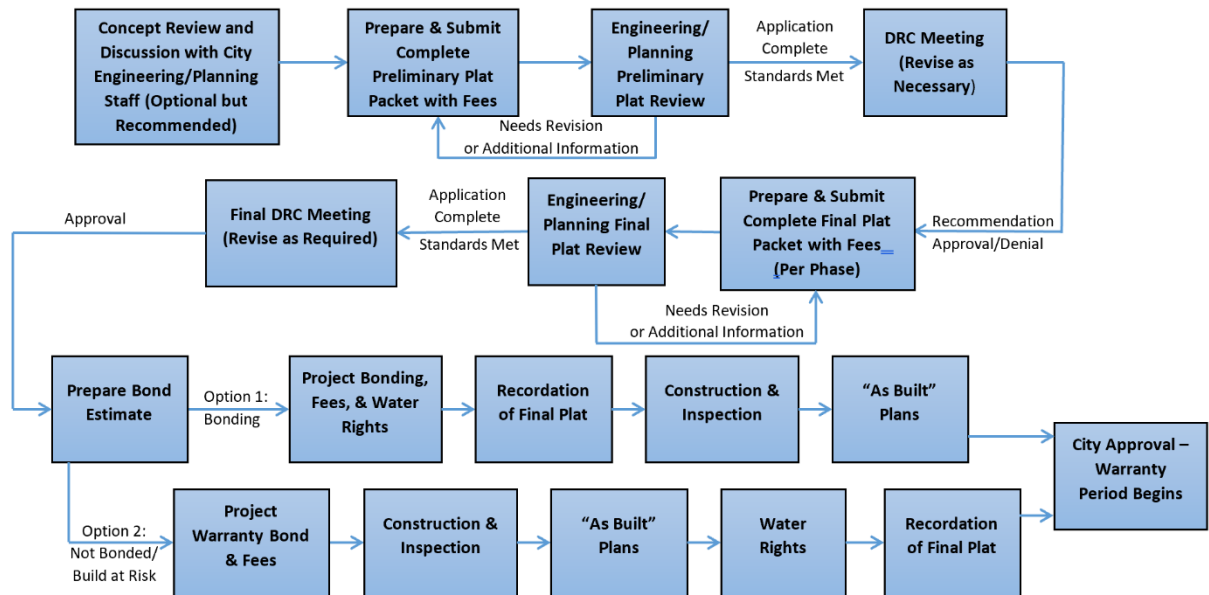 Concept Review and
Discussion with City
Engineering/Planning
Staff (Optional but
Recommended)
Prepare & Submit
Complete
Preliminary Plat
Packet with Fees
Engineering/
Planning
Preliminary
Plat Review
Application
Complete
Standards Met
DRC Meeting
(Revise as
Necessary)
Needs Revision
or Additional Information
Approval
Final DRC Meeting
(Revise as Required)
Application
Complete
Standards Met
Engineering/
Planning Final
Plat Review
Prepare & Submit
Complete Final Plat
Packet with Fees
(Per Phase)
Recommendation
Approval/Denial
Needs Revision
or Additional Information
Prepare Bond
Estimate
Option 1:
Bonding
Project Bonding,
Fees, & Water
Rights
Recordation
of Final Plat
Construction &
Inspection
“As Built”
Plans
City Approval –
Warranty
Period Begins
Option 2:
Not Bonded/
Build at Risk
Project
Warranty Bond
& Fees
Construction &
Inspection
“As Built”
Plans
Water
Rights
Recordation
of Final Plat